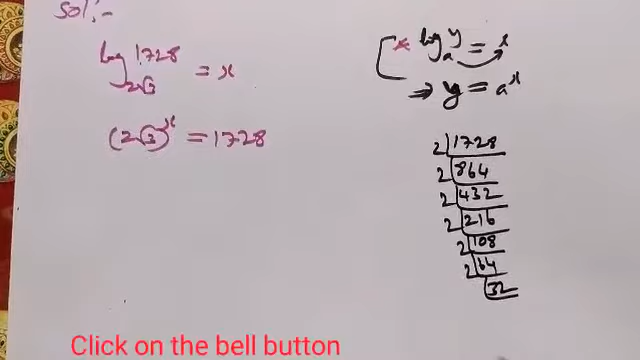 Sol:-
log 1728 = x
2√3
(2√3)^x = 1728
* log_a y = x
⇒ y = a^x
2 | 1728
2 | 864
2 | 432
2 | 216
2 | 108
2 | 64
32
Click on the bell button